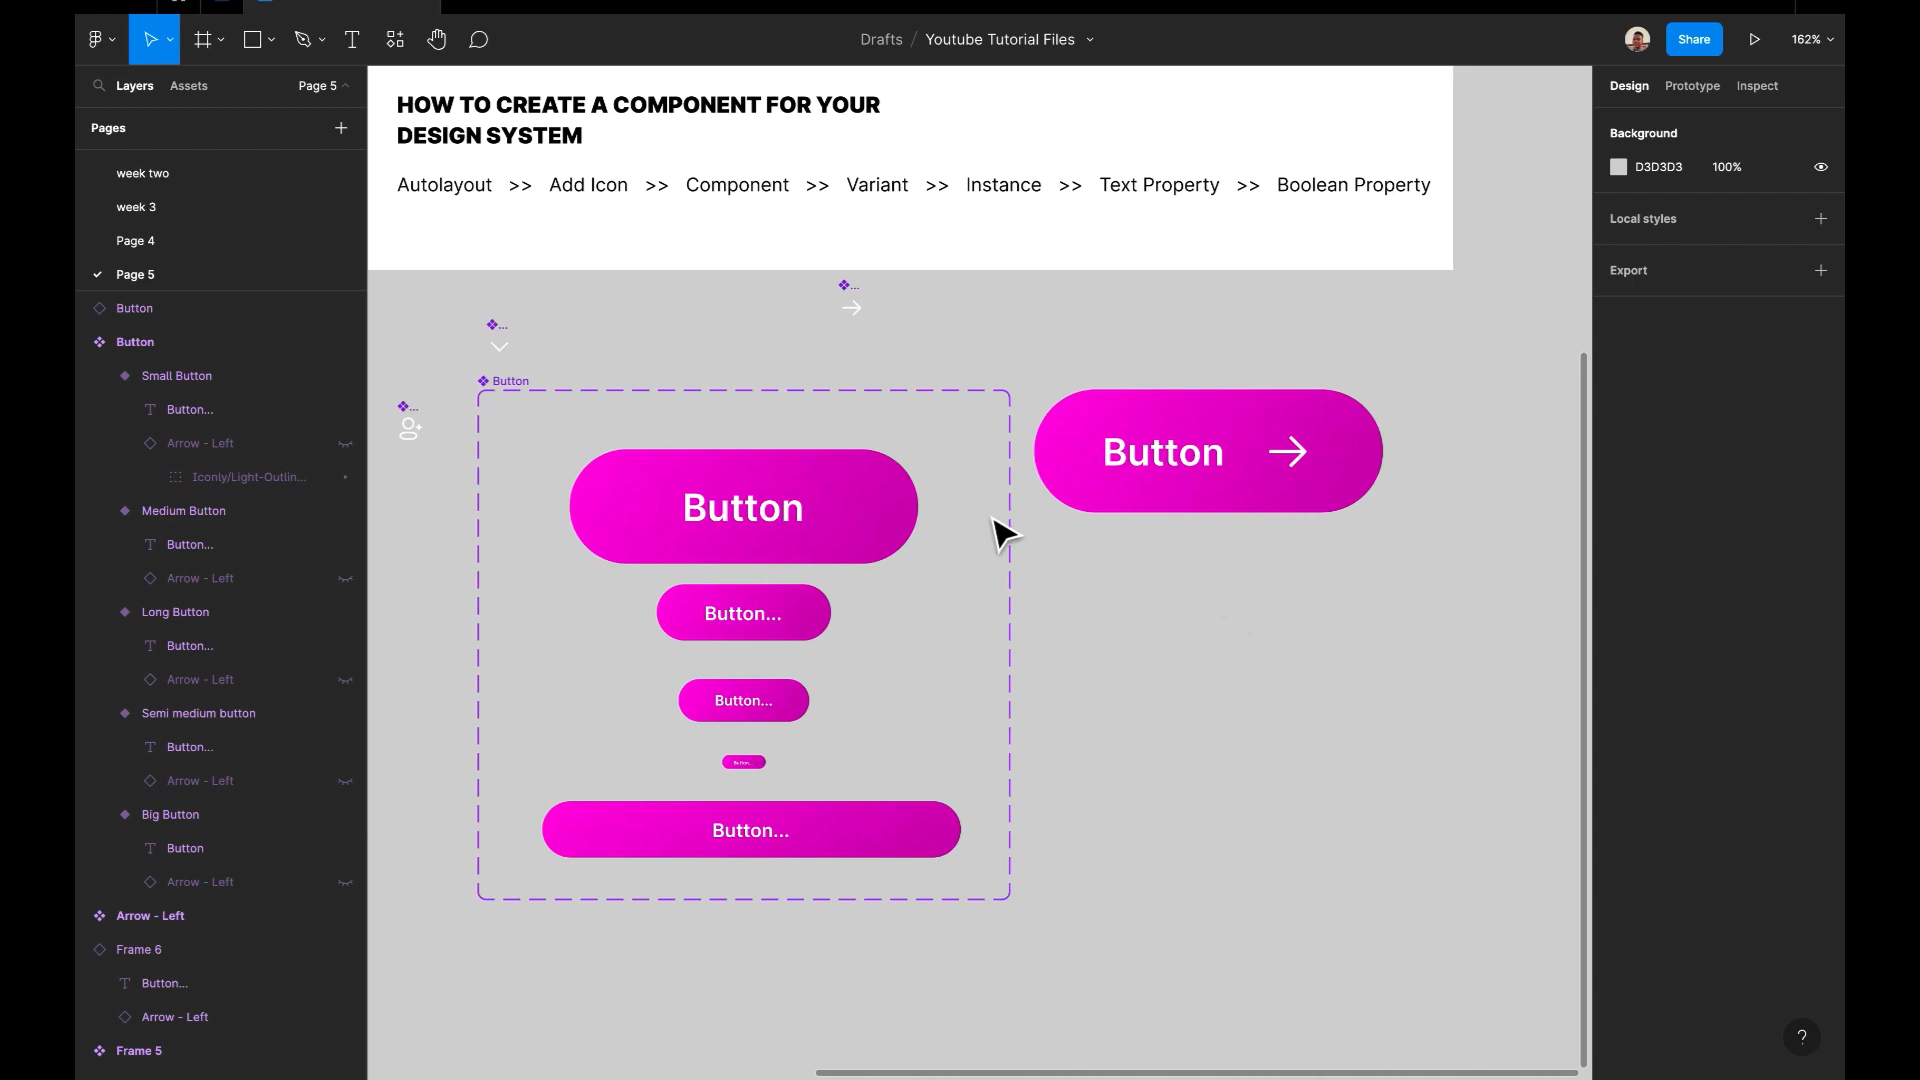 Drafts / Youtube Tutorial Files
Share
162%
Layers
Assets
Page 5
Pages
week two
week 3
Page 4
Page 5
Button
Button
Small Button
Button...
Arrow - Left
Iconly/Light-Outlin...
Medium Button
Button...
Arrow - Left
Long Button
Button...
Arrow - Left
Semi medium button
Button...
Arrow - Left
Big Button
Button
Arrow - Left
Arrow - Left
Frame 6
Button...
Arrow - Left
Frame 5
HOW TO CREATE A COMPONENT FOR YOUR
DESIGN SYSTEM
Autolayout >> Add Icon >> Component >> Variant >> Instance >> Text Property >> Boolean Property
...
...
Button
...
Button
Button
Button...
Button...
Button...
Button...
Design
Prototype
Inspect
Background
D3D3D3
100%
Local styles
Export
?